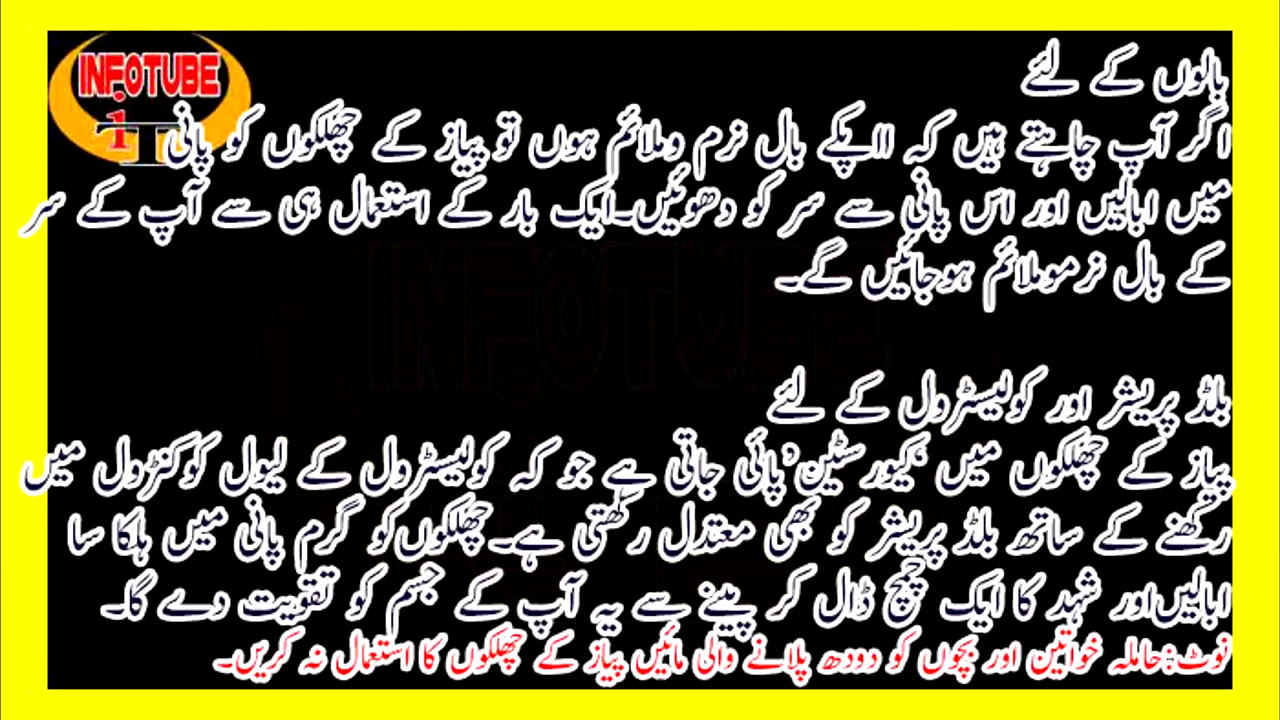 INFOTUBE
1T
بالوں کے لئے
اگر آپ چاہتے ہیں کہ ااپکے بال نرم وملائم ہوں تو پیاز کے چھلکوں کو پانی
میں ابالیں اور اس پانی سے سر کو دھوئیں۔ایک بار کے استعمال ہی سے آپ کے سر
کے بال نرموملائم ہوجائیں گے۔
INFOTUBE
بلڈ پریشر اور کولیسٹرول کے لئے
پیاز کے چھلکوں میں ‘کیورسٹین’پائی جاتی ہے جو کہ کولیسٹرول کے لیول کوکنٹرول میں
رکھنے کے ساتھ بلڈ پریشر کو بھی معتدل رکھتی ہے۔چھلکوں کو گرم پانی میں ہلکا سا
ابالیں اور شہد کا ایک چمچ ڈال کر پینے سے یہ آپ کے جسم کو تقویت دے گا۔
نوٹ:حاملہ خواتین اور بچوں کو دودھ پلانے والی مائیں پیاز کے چھلکوں کا استعمال نہ کریں۔